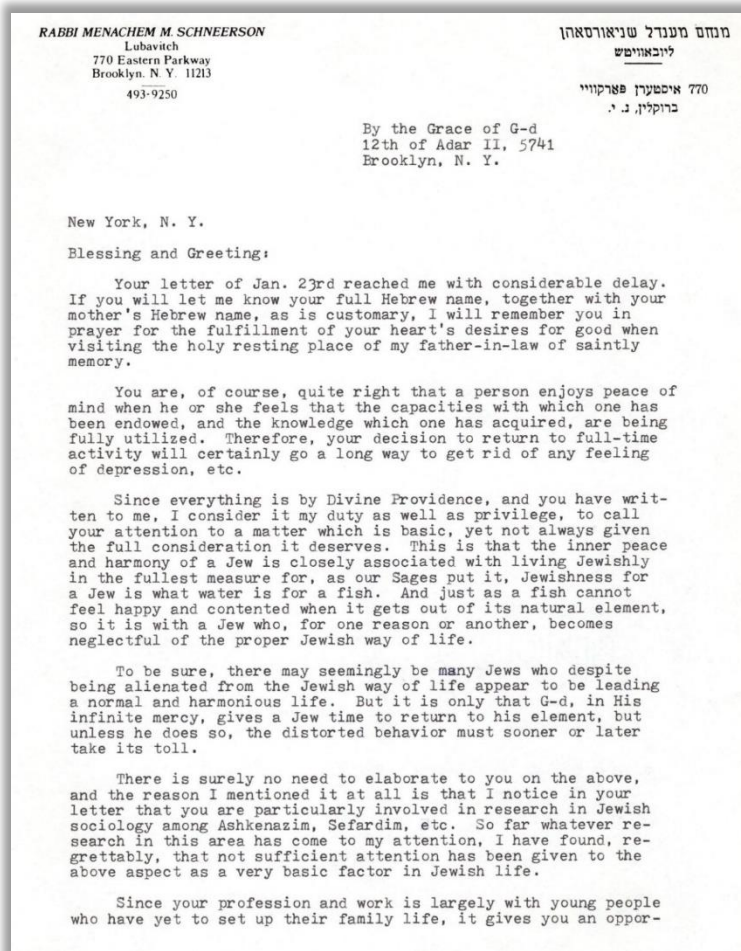 RABBI MENACHEM M. SCHNEERSON
Lubavitch
770 Eastern Parkway
Brooklyn. N. Y. 11213
493-9250
מנחם מענדל שניאורסאהן
ליובאוויטש
770 איסטערן פארקוויי
ברוקלין, נ. י.
By the Grace of G-d
12th of Adar II, 5741
Brooklyn, N. Y.
New York, N. Y.
Blessing and Greeting:
Your letter of Jan. 23rd reached me with considerable delay.
If you will let me know your full Hebrew name, together with your
mother's Hebrew name, as is customary, I will remember you in
prayer for the fulfillment of your heart's desires for good when
visiting the holy resting place of my father-in-law of saintly
memory.
You are, of course, quite right that a person enjoys peace of
mind when he or she feels that the capacities with which one has
been endowed, and the knowledge which one has acquired, are being
fully utilized. Therefore, your decision to return to full-time
activity will certainly go a long way to get rid of any feeling
of depression, etc.
Since everything is by Divine Providence, and you have writ-
ten to me, I consider it my duty as well as privilege, to call
your attention to a matter which is basic, yet not always given
the full consideration it deserves. This is that the inner peace
and harmony of a Jew is closely associated with living Jewishly
in the fullest measure for, as our Sages put it, Jewishness for
a Jew is what water is for a fish. And just as a fish cannot
feel happy and contented when it gets out of its natural element,
so it is with a Jew who, for one reason or another, becomes
neglectful of the proper Jewish way of life.
To be sure, there may seemingly be many Jews who despite
being alienated from the Jewish way of life appear to be leading
a normal and harmonious life. But it is only that G-d, in His
infinite mercy, gives a Jew time to return to his element, but
unless he does so, the distorted behavior must sooner or later
take its toll.
There is surely no need to elaborate to you on the above,
and the reason I mentioned it at all is that I notice in your
letter that you are particularly involved in research in Jewish
sociology among Ashkenazim, Sefardim, etc. So far whatever re-
search in this area has come to my attention, I have found, re-
grettably, that not sufficient attention has been given to the
above aspect as a very basic factor in Jewish life.
Since your profession and work is largely with young people
who have yet to set up their family life, it gives you an oppor-